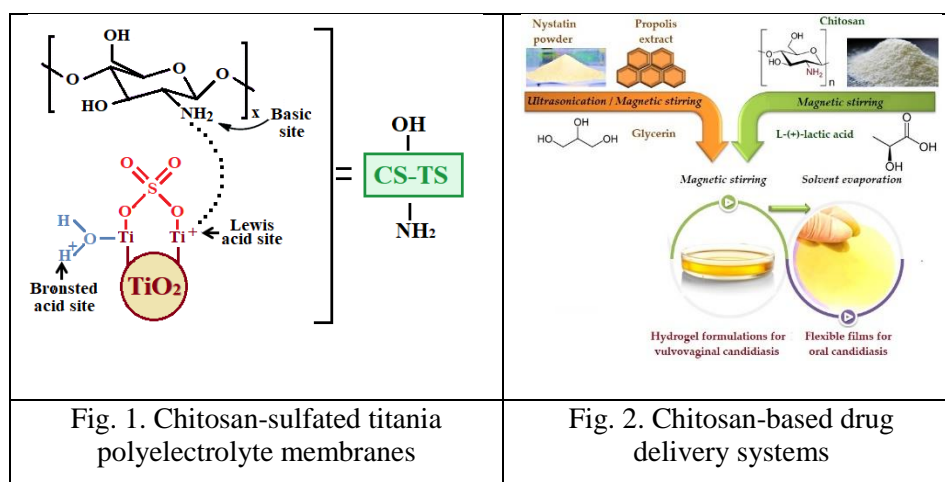 OH
O
O
O
HO
NH2
x
Basic
site
O
O
S
O
O
H
O
H+
Ti
Ti+
Lewis
acid site
Brønsted
acid site
TiO2
=
OH
CS-TS
NH2
Fig. 1. Chitosan-sulfated titania
polyelectrolyte membranes
Nystatin
powder
Propolis
extract
Chitosan
HO
O
O
HO
NH2
n
Ultrasonication / Magnetic stirring
Magnetic stirring
OH
HO
OH
Glycerin
L-(+)-lactic acid
O
OH
OH
Magnetic stirring
Solvent evaporation
Hydrogel formulations for
vulvovaginal candidiasis
Flexible films for
oral candidiasis
Fig. 2. Chitosan-based drug
delivery systems